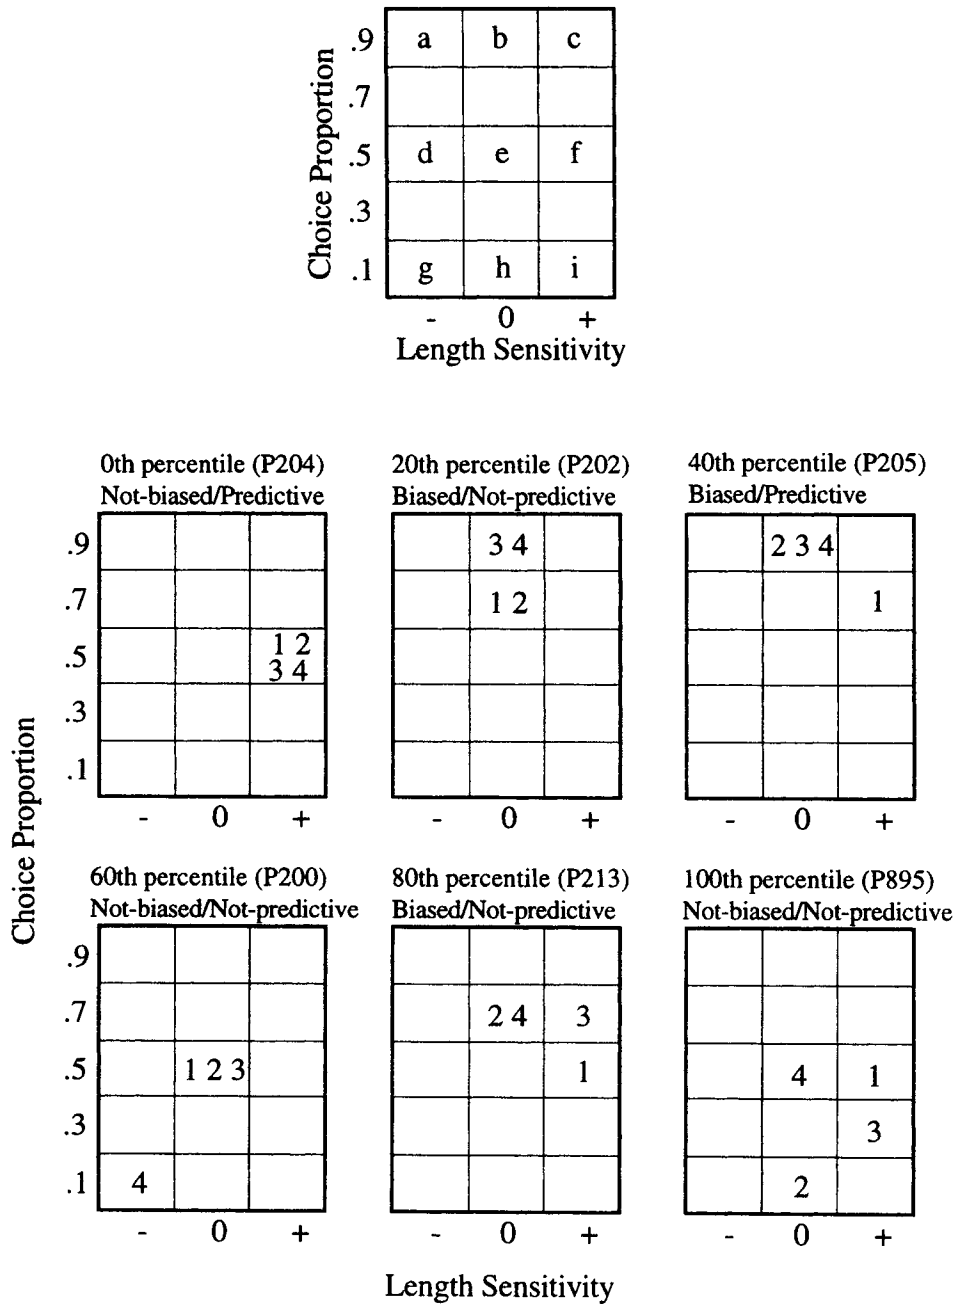 .9 a b c
.7
.5 d e f
.3
.1 g h i
- 0 +
Choice Proportion
Length Sensitivity
0th percentile (P204)
Not-biased/Predictive
20th percentile (P202)
Biased/Not-predictive
40th percentile (P205)
Biased/Predictive
.9 3 4 2 3 4
.7 1 2 1
.5 1 2
3 4
.3
.1
- 0 + - 0 + - 0 +
Choice Proportion
60th percentile (P200)
Not-biased/Not-predictive
80th percentile (P213)
Biased/Not-predictive
100th percentile (P895)
Not-biased/Not-predictive
.9
.7 2 4 3
.5 1 2 3 1 4 1
.3 3
.1 4 2
- 0 + - 0 + - 0 +
Length Sensitivity